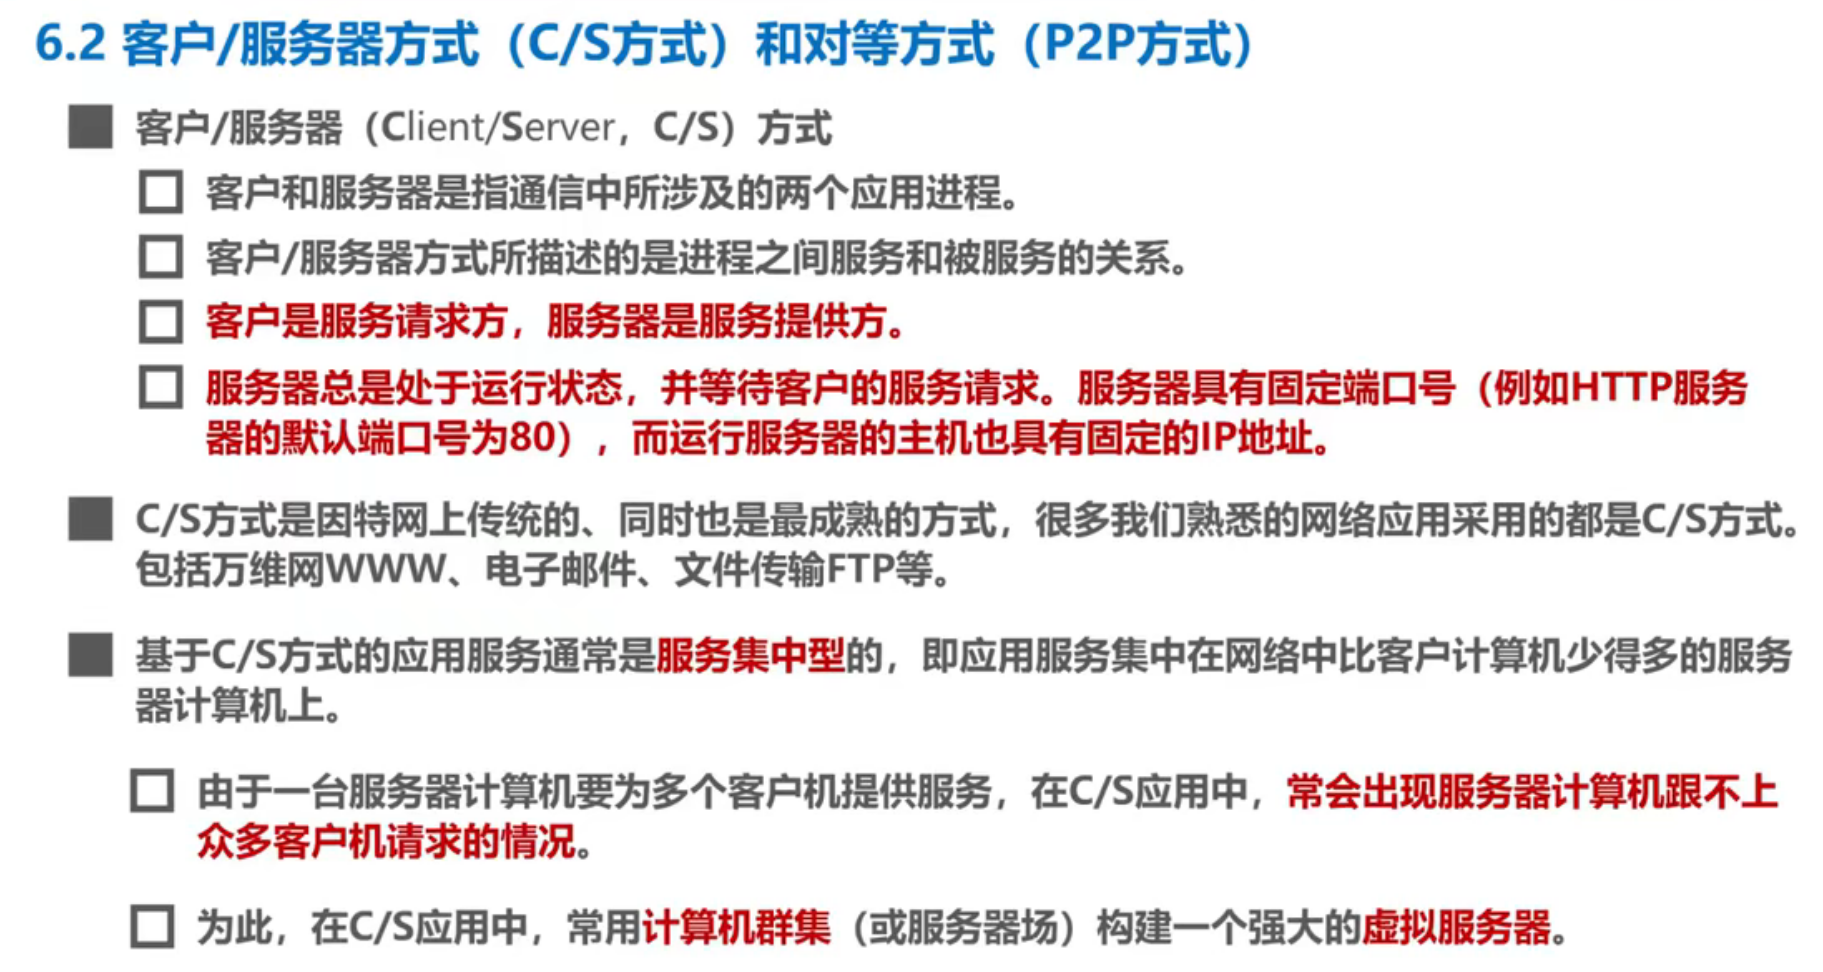 6.2 客户/服务器方式（C/S方式）和对等方式（P2P方式）
客户/服务器（Client/Server，C/S）方式
客户和服务器是指通信中所涉及的两个应用进程。
客户/服务器方式所描述的是进程之间服务和被服务的关系。
客户是服务请求方，服务器是服务提供方。
服务器总是处于运行状态，并等待客户的服务请求。服务器具有固定端口号（例如HTTP服务
器的默认端口号为80），而运行服务器的主机也具有固定的IP地址。
C/S方式是因特网上传统的、同时也是最成熟的方式，很多我们熟悉的网络应用采用的都是C/S方式。
包括万维网WWW、电子邮件、文件传输FTP等。
基于C/S方式的应用服务通常是服务集中型的，即应用服务集中在网络中比客户计算机少得多的服务
器计算机上。
由于一台服务器计算机要为多个客户机提供服务，在C/S应用中，常会出现服务器计算机跟不上
众多客户机请求的情况。
为此，在C/S应用中，常用计算机群集（或服务器场）构建一个强大的虚拟服务器。